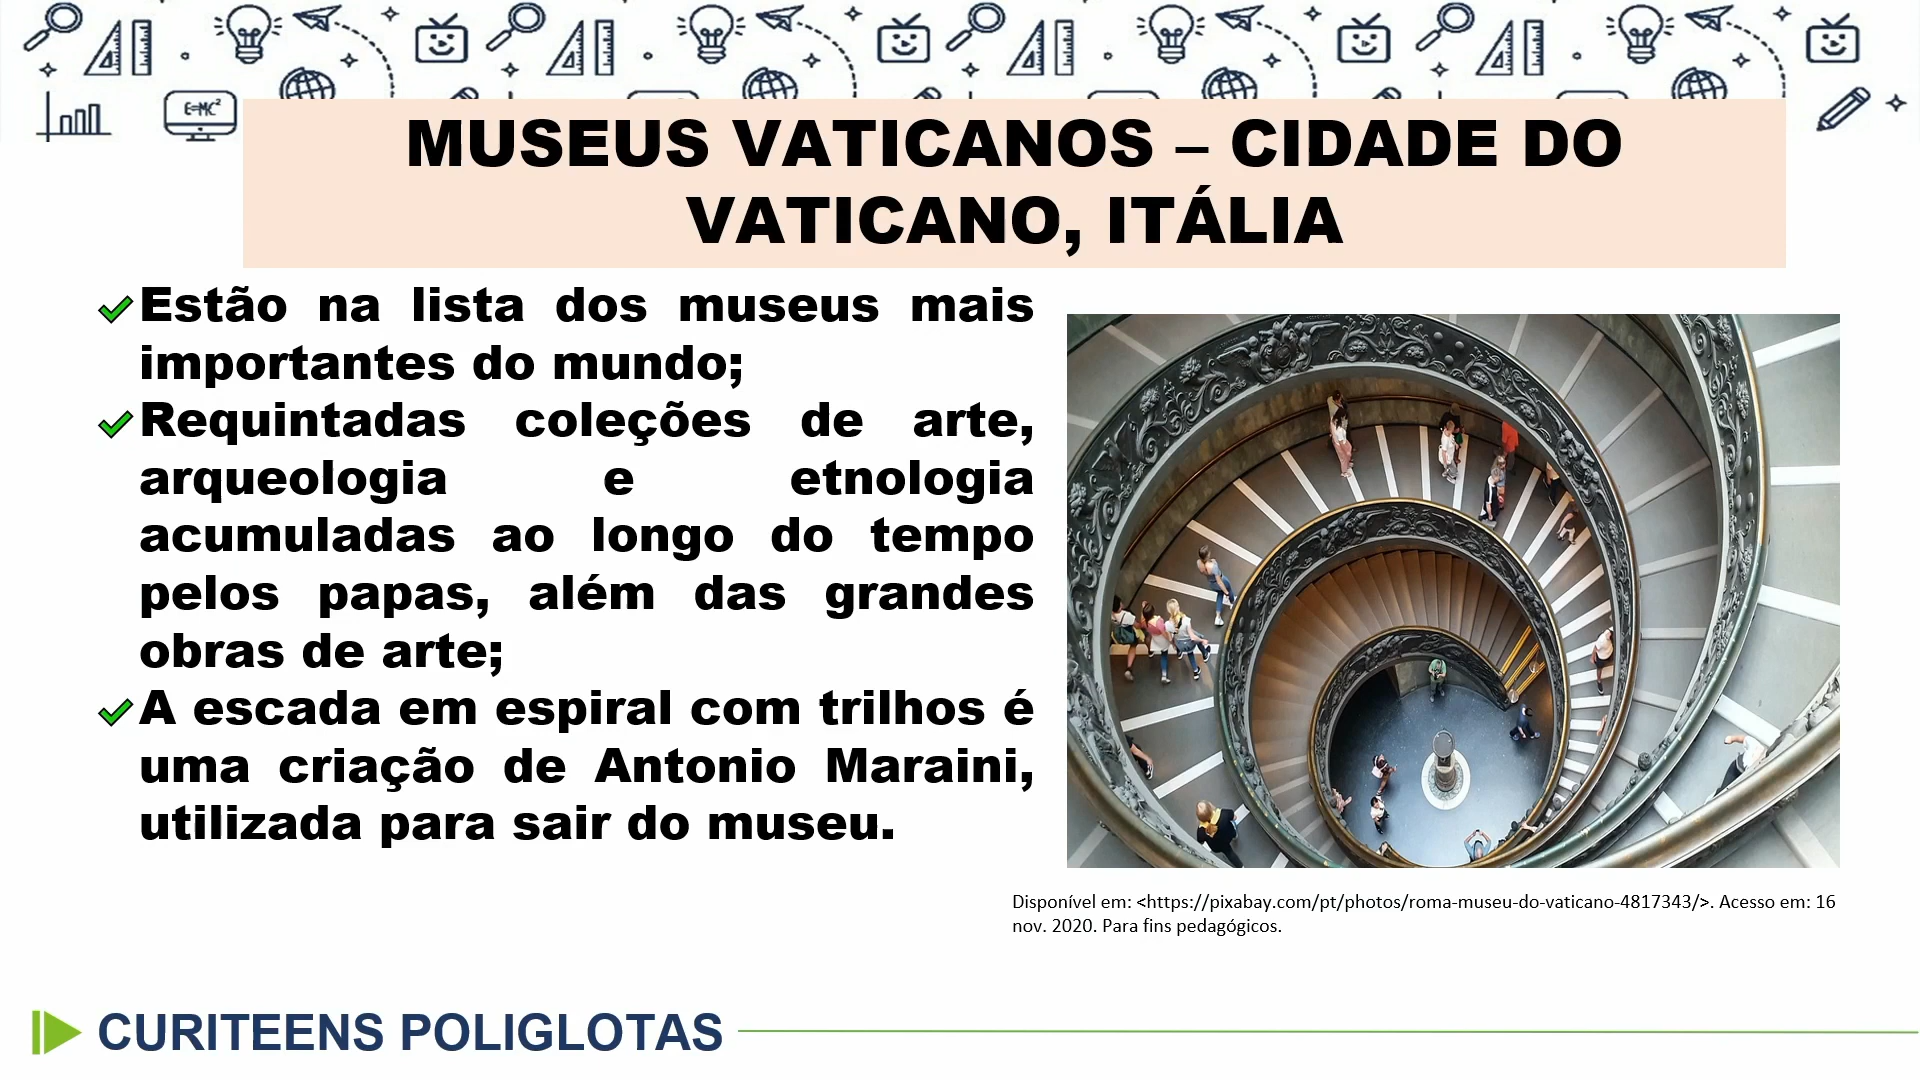 E=MC²
MUSEUS VATICANOS – CIDADE DO
VATICANO, ITÁLIA
Estão na lista dos museus mais
importantes do mundo;
Requintadas coleções de arte,
arqueologia e etnologia
acumuladas ao longo do tempo
pelos papas, além das grandes
obras de arte;
A escada em espiral com trilhos é
uma criação de Antonio Maraini,
utilizada para sair do museu.
Disponível em: <https://pixabay.com/pt/photos/roma-museu-do-vaticano-4817343/>. Acesso em: 16
nov. 2020. Para fins pedagógicos.
CURITEENS POLIGLOTAS